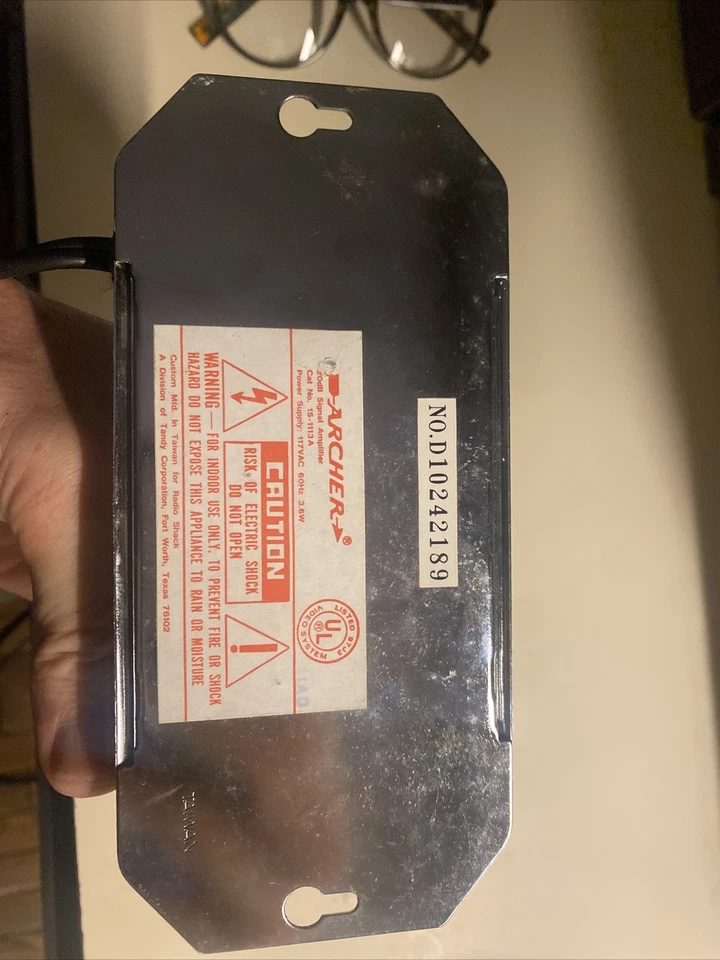 NO.D10242189
ARCHER®
20dB Signal Amplifier
Cat. No. 15-1113A
Power Supply: 117VAC 60Hz 3.6W
LISTED 97J3
UL®
VIDEO SYSTEM
CAUTION
RISK OF ELECTRIC SHOCK
DO NOT OPEN
WARNING — FOR INDOOR USE ONLY. TO PREVENT FIRE OR SHOCK
HAZARD DO NOT EXPOSE THIS APPLIANCE TO RAIN OR MOISTURE
Custom Mfd. In Taiwan for Radio Shack
A Division of Tandy Corporation, Fort Worth, Texas 76102
TAIWAN